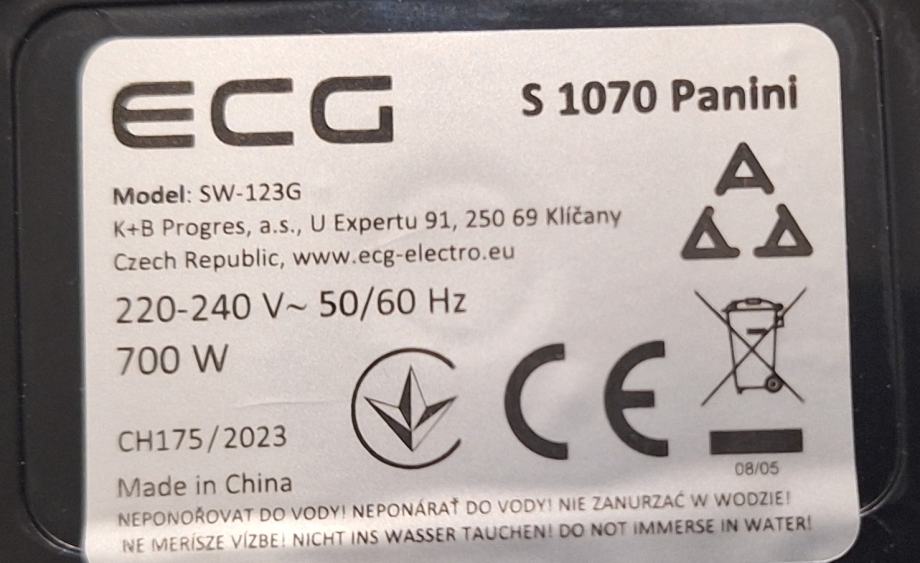 ECG
S 1070 Panini
Model: SW-123G
K+B Progres, a.s., U Expertu 91, 250 69 Klíčany
Czech Republic, www.ecg-electro.eu
220-240 V~ 50/60 Hz
700 W
CE
CH175/2023
08/05
Made in China
NEPONOŘOVAT DO VODY! NEPONÁRAŤ DO VODY! NIE ZANURZAĆ W WODZIE!
NE MERÍSZE VÍZBE! NICHT INS WASSER TAUCHEN! DO NOT IMMERSE IN WATER!